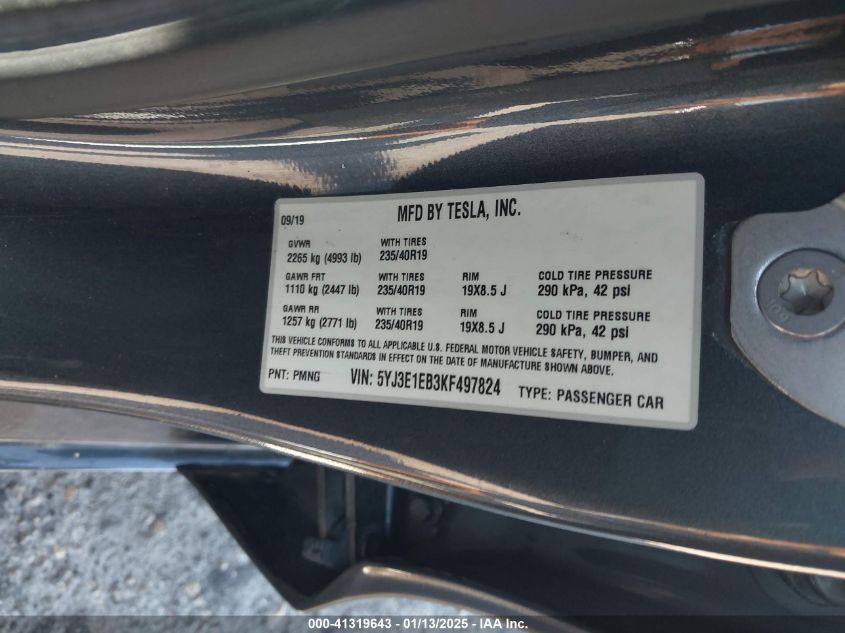 09/19 MFD BY TESLA, INC.
GVWR WITH TIRES
2265 kg (4993 lb) 235/40R19
GAWR FRT WITH TIRES RIM COLD TIRE PRESSURE
1110 kg (2447 lb) 235/40R19 19X8.5 J 290 kPa, 42 psi
GAWR RR WITH TIRES RIM COLD TIRE PRESSURE
1257 kg (2771 lb) 235/40R19 19X8.5 J 290 kPa, 42 psi
THIS VEHICLE CONFORMS TO ALL APPLICABLE U.S. FEDERAL MOTOR VEHICLE SAFETY, BUMPER, AND
THEFT PREVENTION STANDARDS IN EFFECT ON THE DATE OF MANUFACTURE SHOWN ABOVE.
PNT: PMNG VIN: 5YJ3E1EB3KF497824 TYPE: PASSENGER CAR
000-41319643 - 01/13/2025 - IAA Inc.